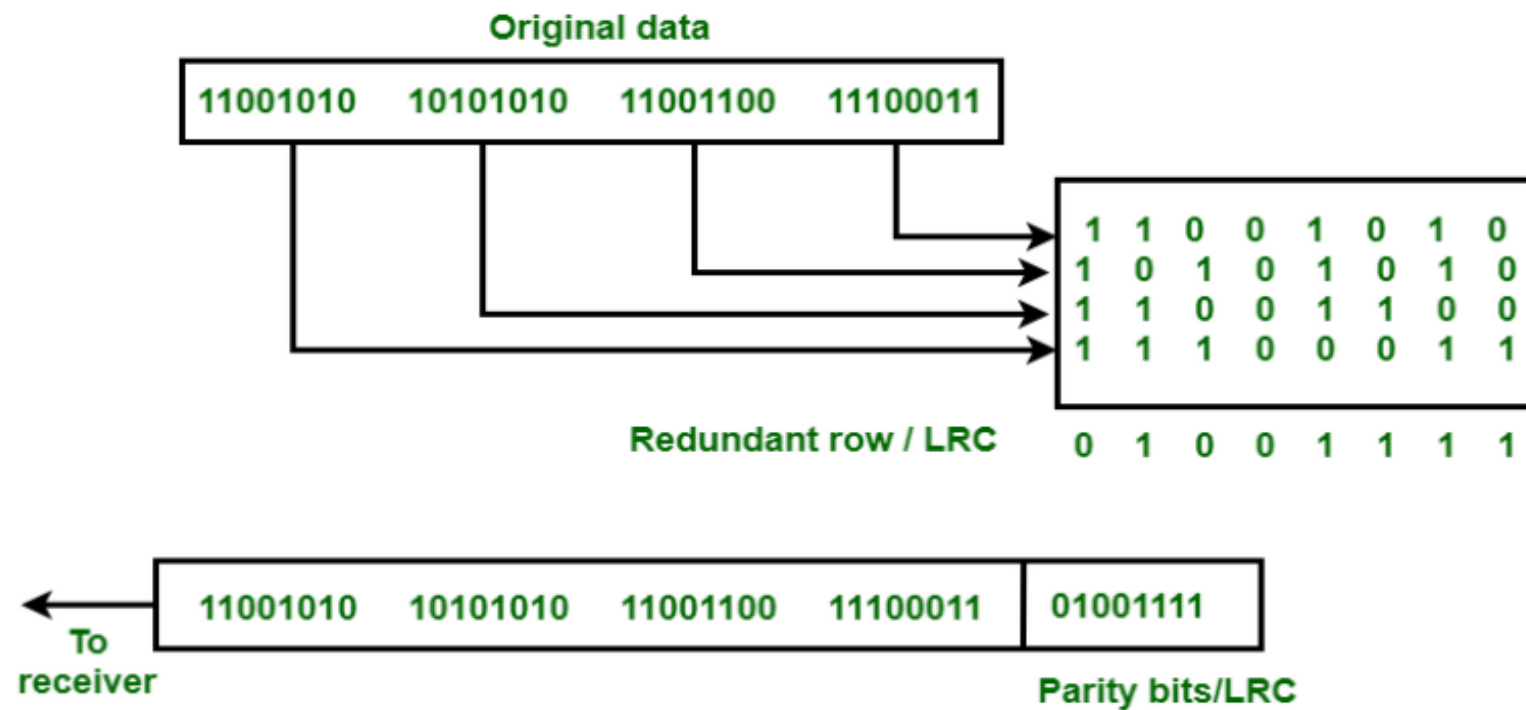 Original data
11001010 10101010 11001100 11100011
1 1 0 0 1 0 1 0
1 0 1 0 1 0 1 0
1 1 0 0 1 1 0 0
1 1 1 0 0 0 1 1
Redundant row / LRC 0 1 0 0 1 1 1 1
11001010 10101010 11001100 11100011 01001111
To
receiver
Parity bits/LRC